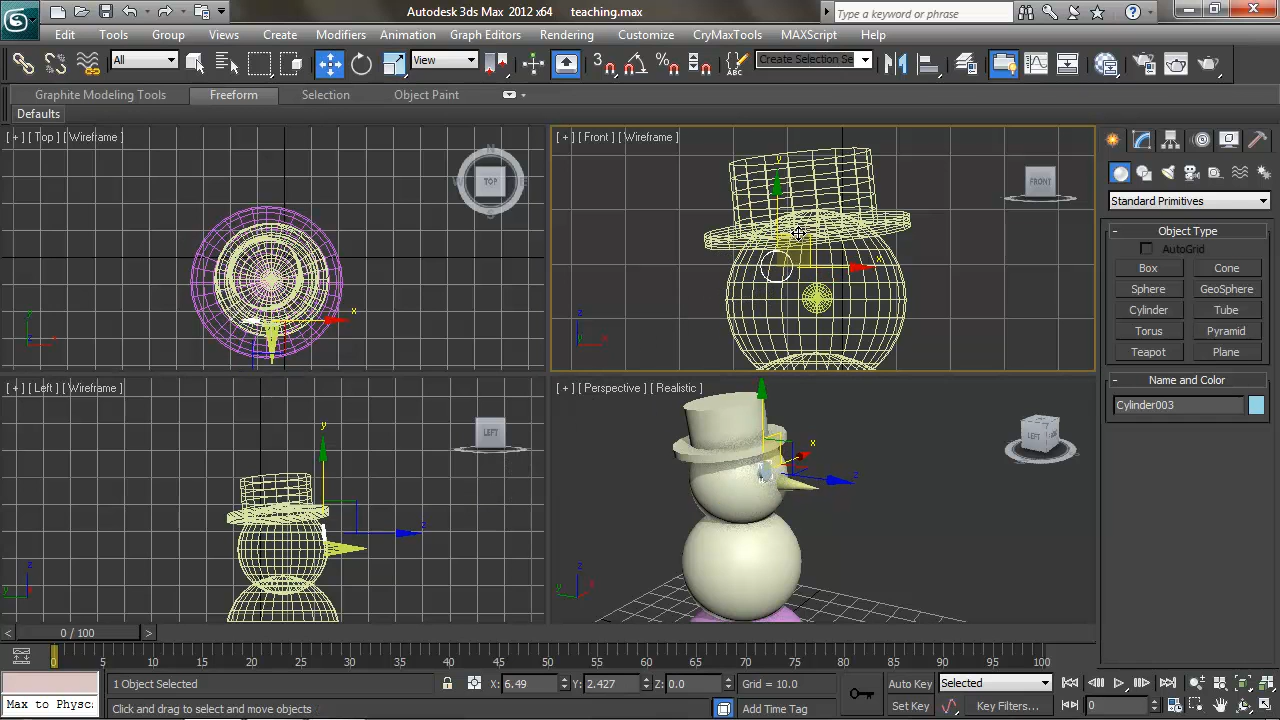 Autodesk 3ds Max 2012 x64 teaching.max
Type a keyword or phrase
Edit Tools Group Views Create Modifiers Animation Graph Editors Rendering Customize CryMaxTools MAXScript Help
All View 3 Create Selection Se
Graphite Modeling Tools Freeform Selection Object Paint
Defaults
[ + ] [ Top ] [ Wireframe ]
TOP
x
[ + ] [ Front ] [ Wireframe ]
FRONT
y
x
z
[ + ] [ Left ] [ Wireframe ]
LEFT
y
z
[ + ] [ Perspective ] [ Realistic ]
LEFT
x
z
Standard Primitives
- Object Type
AutoGrid
Box Cone
Sphere GeoSphere
Cylinder Tube
Torus Pyramid
Teapot Plane
- Name and Color
Cylinder003
< 0 / 100 >
0 5 10 15 20 25 30 35 40 45 50 55 60 65 70 75 80 85 90 95 100
1 Object Selected X: 6.49 Y: 2.427 Z: 0.0 Grid = 10.0 Auto Key Selected
Max to Physc Click and drag to select and move objects Add Time Tag Set Key Key Filters... 0